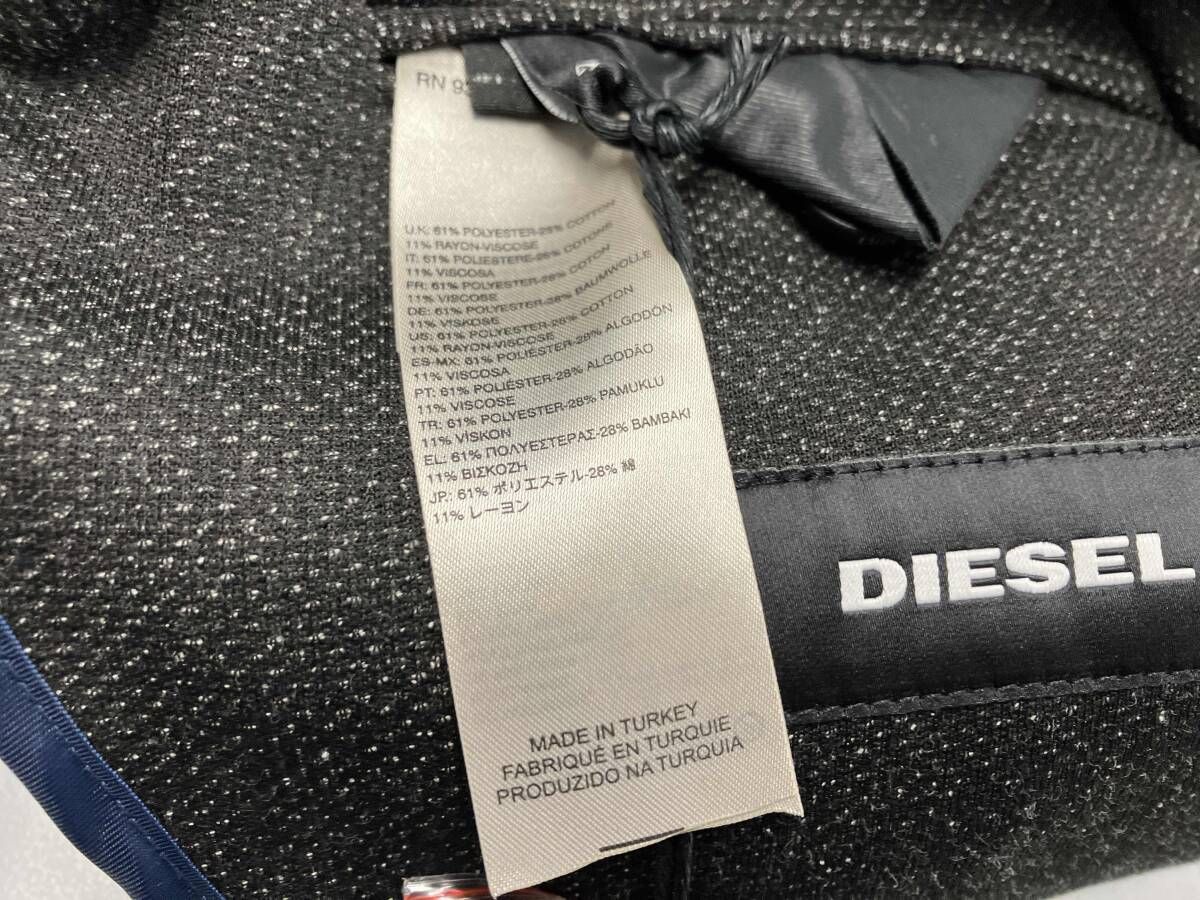 RN
U.K: 61% POLYESTER-28% COTTON
11% RAYON-VISCOSE
IT: 61% POLIESTERE-28% COTONE
11% VISCOSA
FR: 61% POLYESTER-28% COTON
11% VISCOSE
DE: 61% POLYESTER-28% BAUMWOLLE
11% VISKOSE
US: 61% POLYESTER-28% COTTON
11% RAYON-VISCOSE
ES-MX: 61% POLIÉSTER-28% ALGODÓN
11% VISCOSA
PT: 61% POLIÉSTER-28% ALGODÃO
11% VISCOSE
TR: 61% POLYESTER-28% PAMUKLU
11% VİSKON
EL: 61% ΠΟΛΥΕΣΤΕΡΑΣ-28% BAMBAKI
11% ΒΙΣΚΟΖΗ
JP: 61% ポリエステル-28% 綿
11% レーヨン
DIESEL
MADE IN TURKEY
FABRIQUÉ EN TURQUIE
PRODUZIDO NA TURQUIA